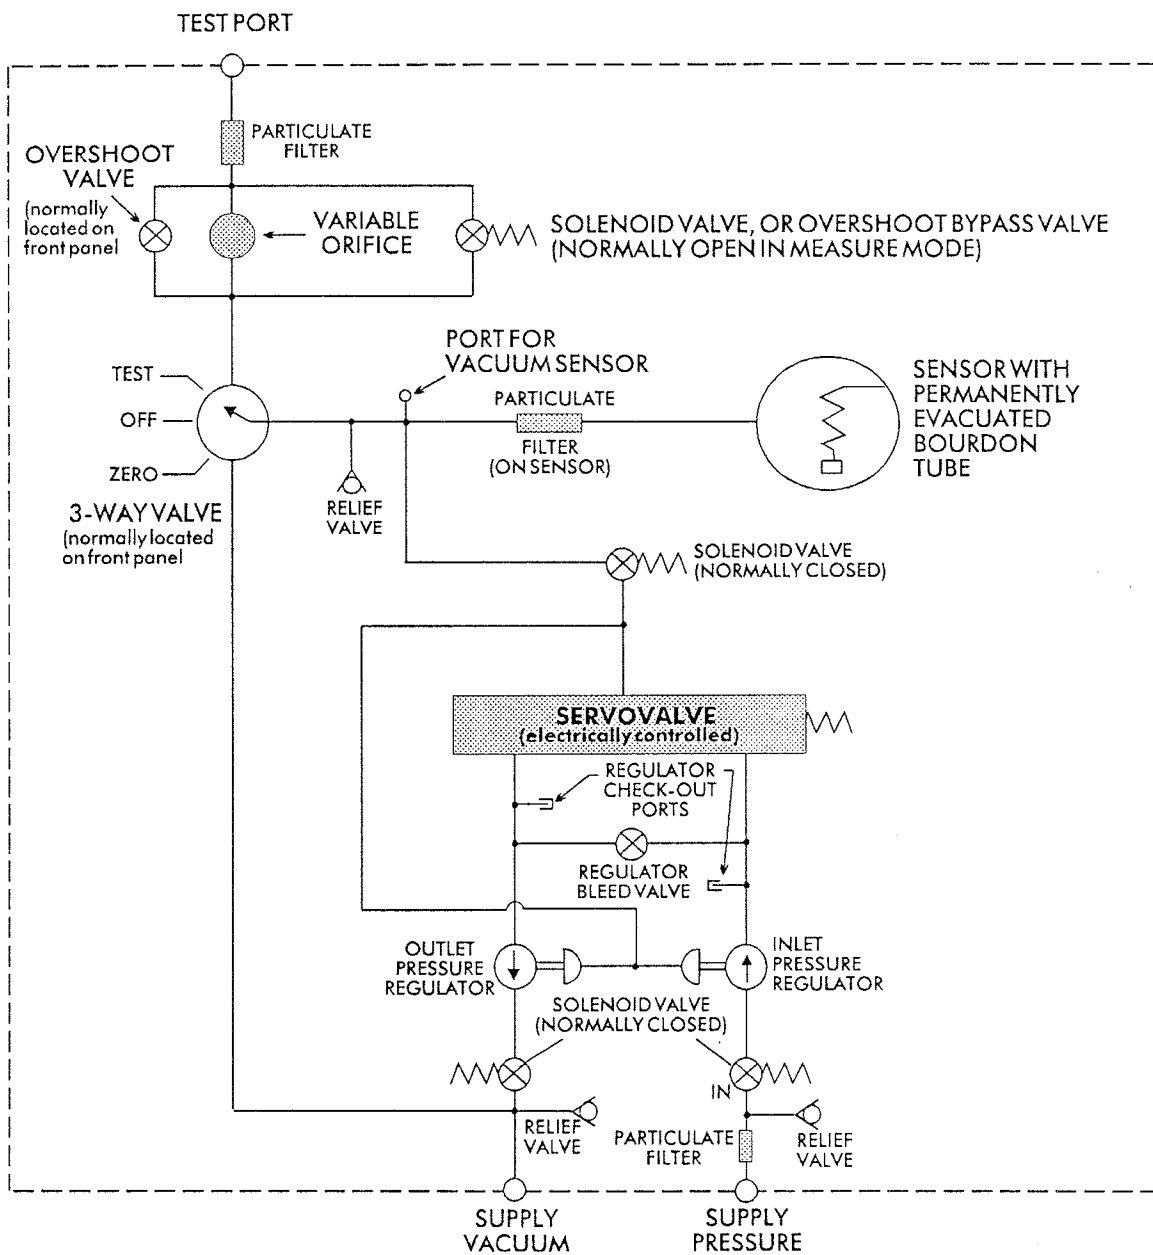 TEST PORT
PARTICULATE
FILTER
OVERSHOOT
VALVE
(normally
located on
front panel
VARIABLE
ORIFICE
SOLENOID VALVE, OR OVERSHOOT BYPASS VALVE
(NORMALLY OPEN IN MEASURE MODE)
PORT FOR
VACUUM SENSOR
TEST
OFF
ZERO
3-WAY VALVE
(normally located
on front panel
PARTICULATE
FILTER
(ON SENSOR)
SENSOR WITH
PERMANENTLY
EVACUATED
BOURDON
TUBE
RELIEF
VALVE
SOLENOID VALVE
(NORMALLY CLOSED)
SERVOVALVE
(electrically controlled)
REGULATOR
CHECK-OUT
PORTS
REGULATOR
BLEED VALVE
OUTLET
PRESSURE
REGULATOR
INLET
PRESSURE
REGULATOR
SOLENOID VALVE
(NORMALLY CLOSED)
IN
RELIEF
VALVE
PARTICULATE
FILTER
RELIEF
VALVE
SUPPLY
VACUUM
SUPPLY
PRESSURE